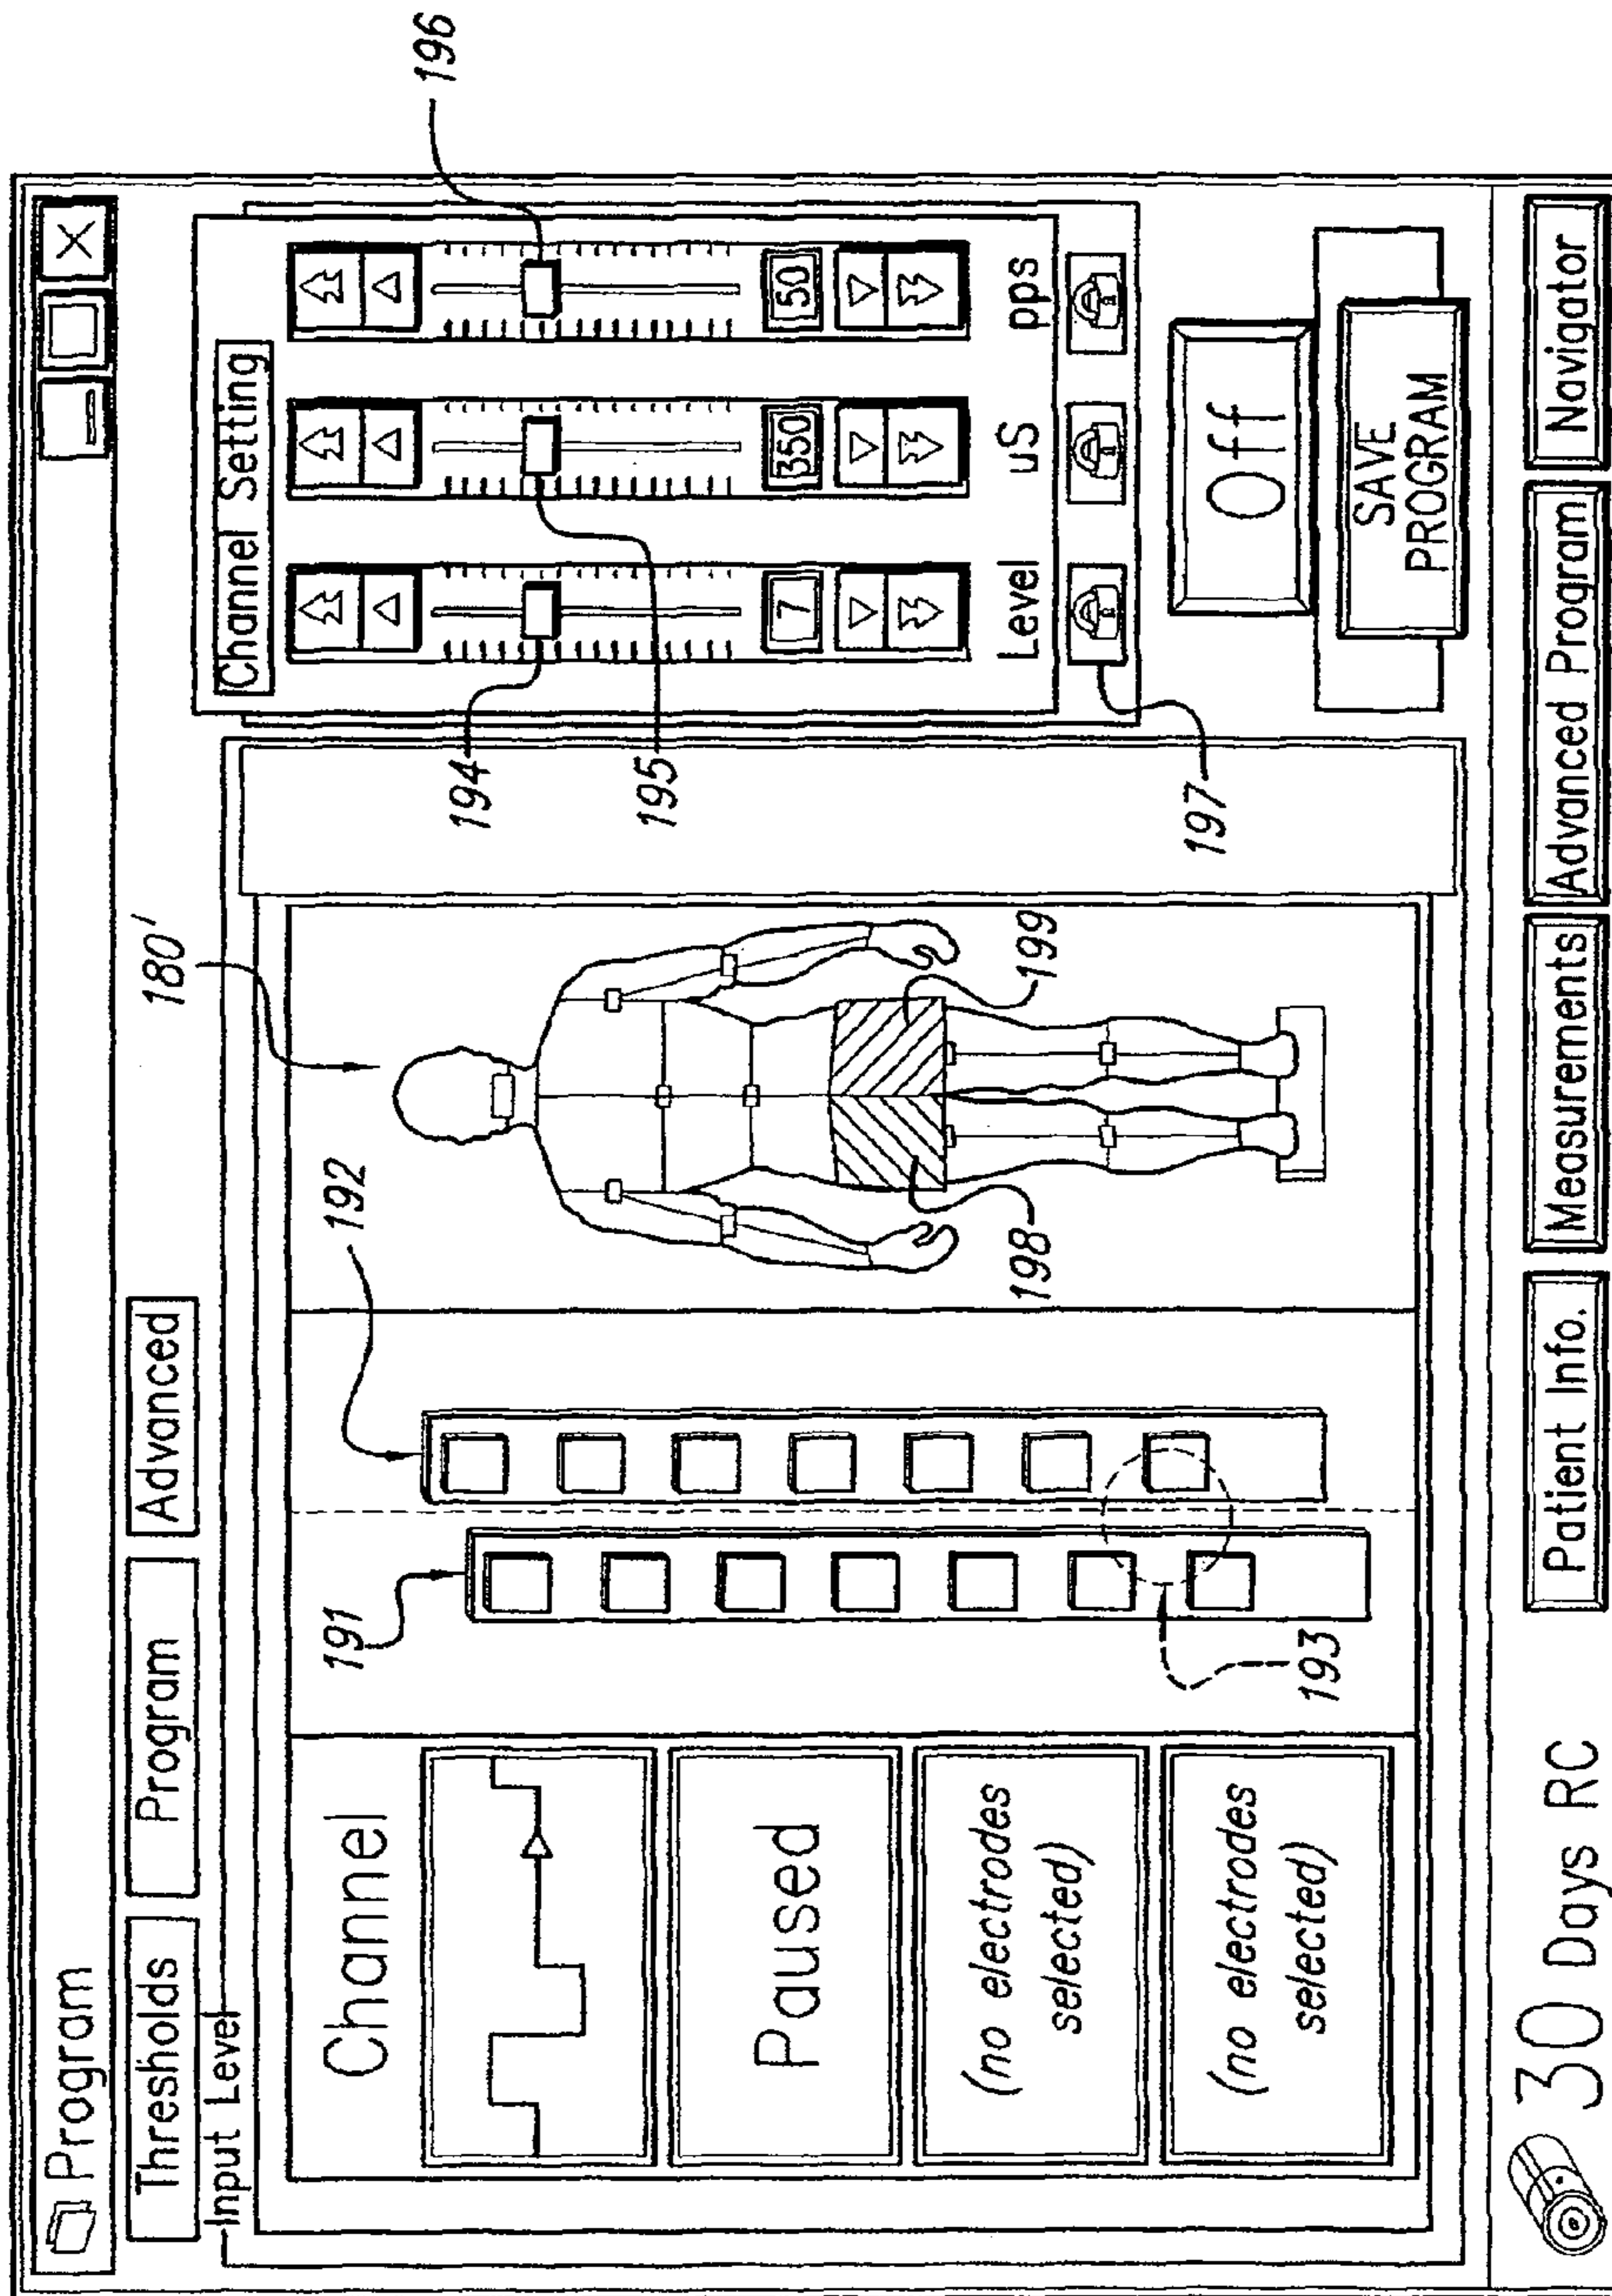 Program
Thresholds
Program
Advanced
Input Level
Channel
Paused
(no electrodes
selected)
(no electrodes
selected)
191
192
193
180'
198
199
Channel Setting
194
195
196
7
350
50
Level
uS
pps
197
Off
SAVE
PROGRAM
30 Days RC
Patient Info.
Measurements
Advanced Program
Navigator